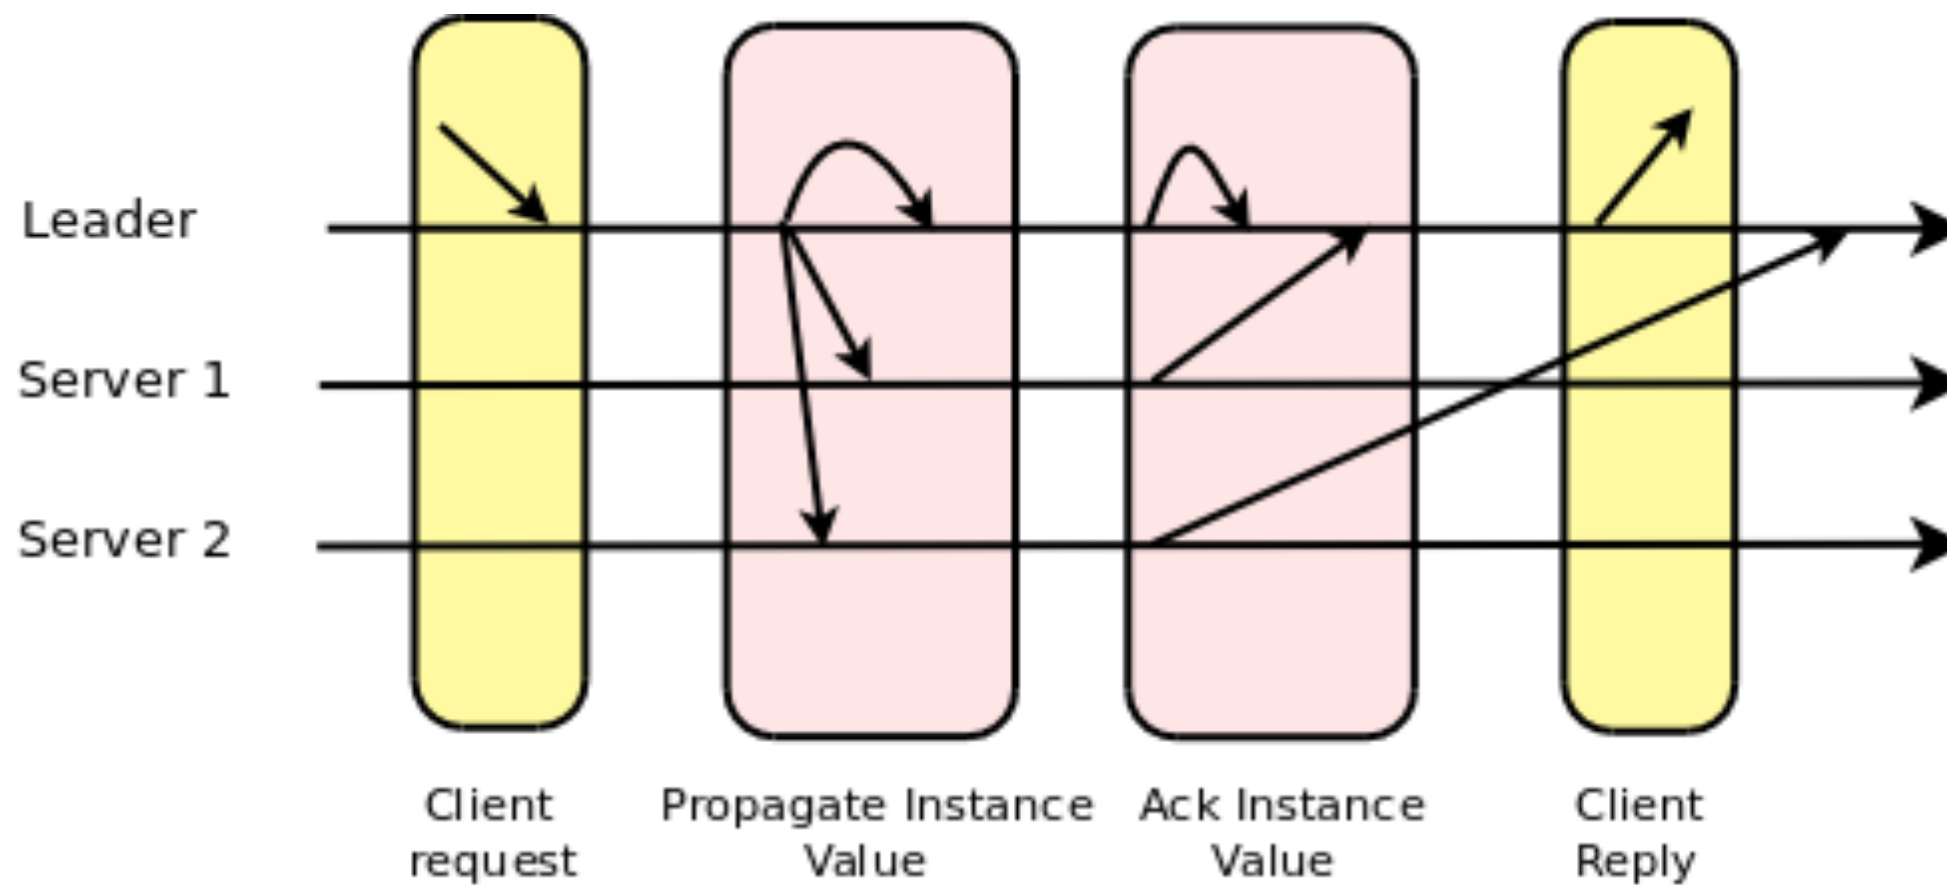 Leader
Server 1
Server 2
Client
request
Propagate Instance
Value
Ack Instance
Value
Client
Reply